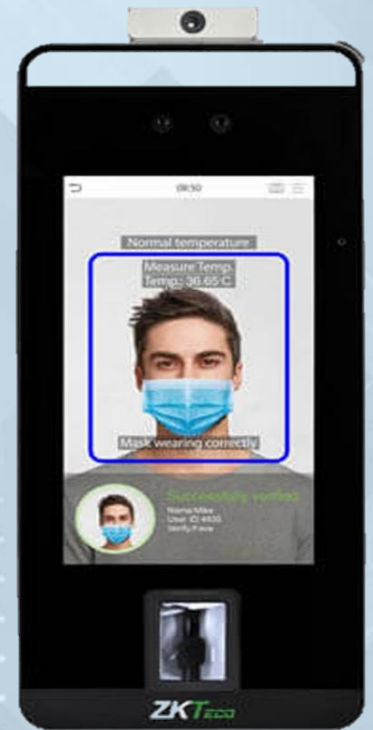 08:50
Normal temperature
Measure Temp.
Temp.: 36.65°C
Mask wearing correctly
Successfully verified
Name:Mike
User ID:4820
Verify:Face
ZKTeco